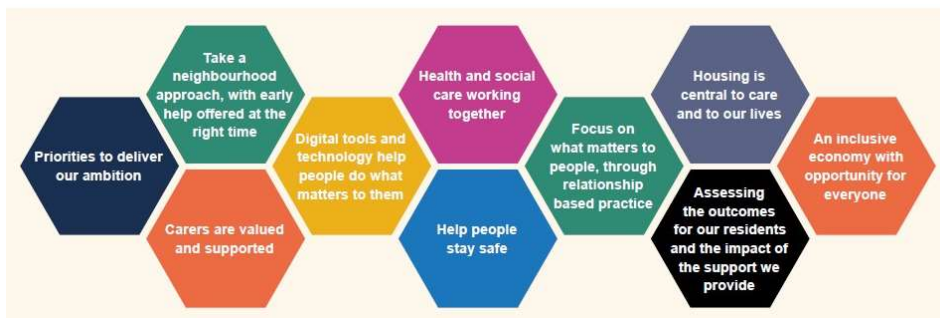 Priorities to deliver
our ambition
Take a
neighbourhood
approach, with early
help offered at the
right time
Carers are valued
and supported
Digital tools and
technology help
people do what
matters to them
Health and social
care working
together
Help people
stay safe
Focus on
what matters to
people, through
relationship
based practice
Housing is
central to care
and to our lives
Assessing
the outcomes
for our residents
and the impact of
the support we
provide
An inclusive
economy with
opportunity for
everyone